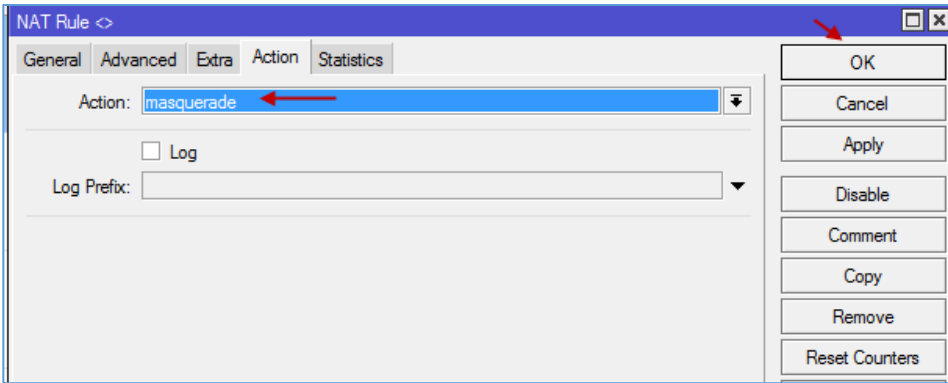 NAT Rule <>
General Advanced Extra Action Statistics
Action: masquerade
Log
Log Prefix:
OK
Cancel
Apply
Disable
Comment
Copy
Remove
Reset Counters